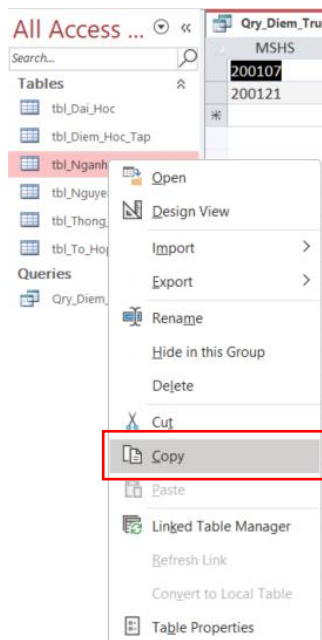 All Access ...
Qry_Diem_Tru
MSHS
Search...
200107
Tables
200121
tbl_Dai_Hoc
tbl_Diem_Hoc_Tap
tbl_Nganh
tbl_Nguye
tbl_Thong_
tbl_To_Hop
Queries
Qry_Diem_
Open
Design View
Import
Export
Rename
Hide in this Group
Delete
Cut
Copy
Paste
Linked Table Manager
Refresh Link
Convert to Local Table
Table Properties